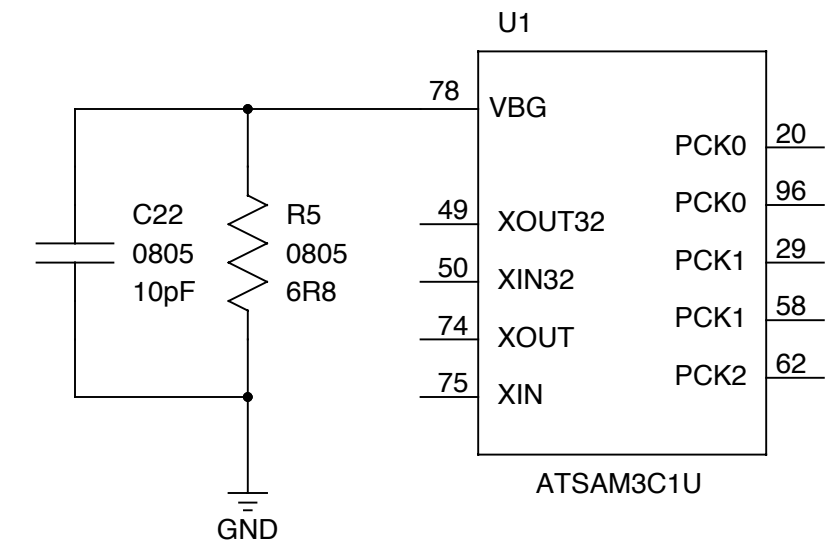 U1
78
VBG
PCK0
20
C22
0805
10pF
R5
0805
6R8
49
XOUT32
PCK0
96
50
XIN32
PCK1
29
74
XOUT
PCK1
58
75
XIN
PCK2
62
ATSAM3C1U
GND